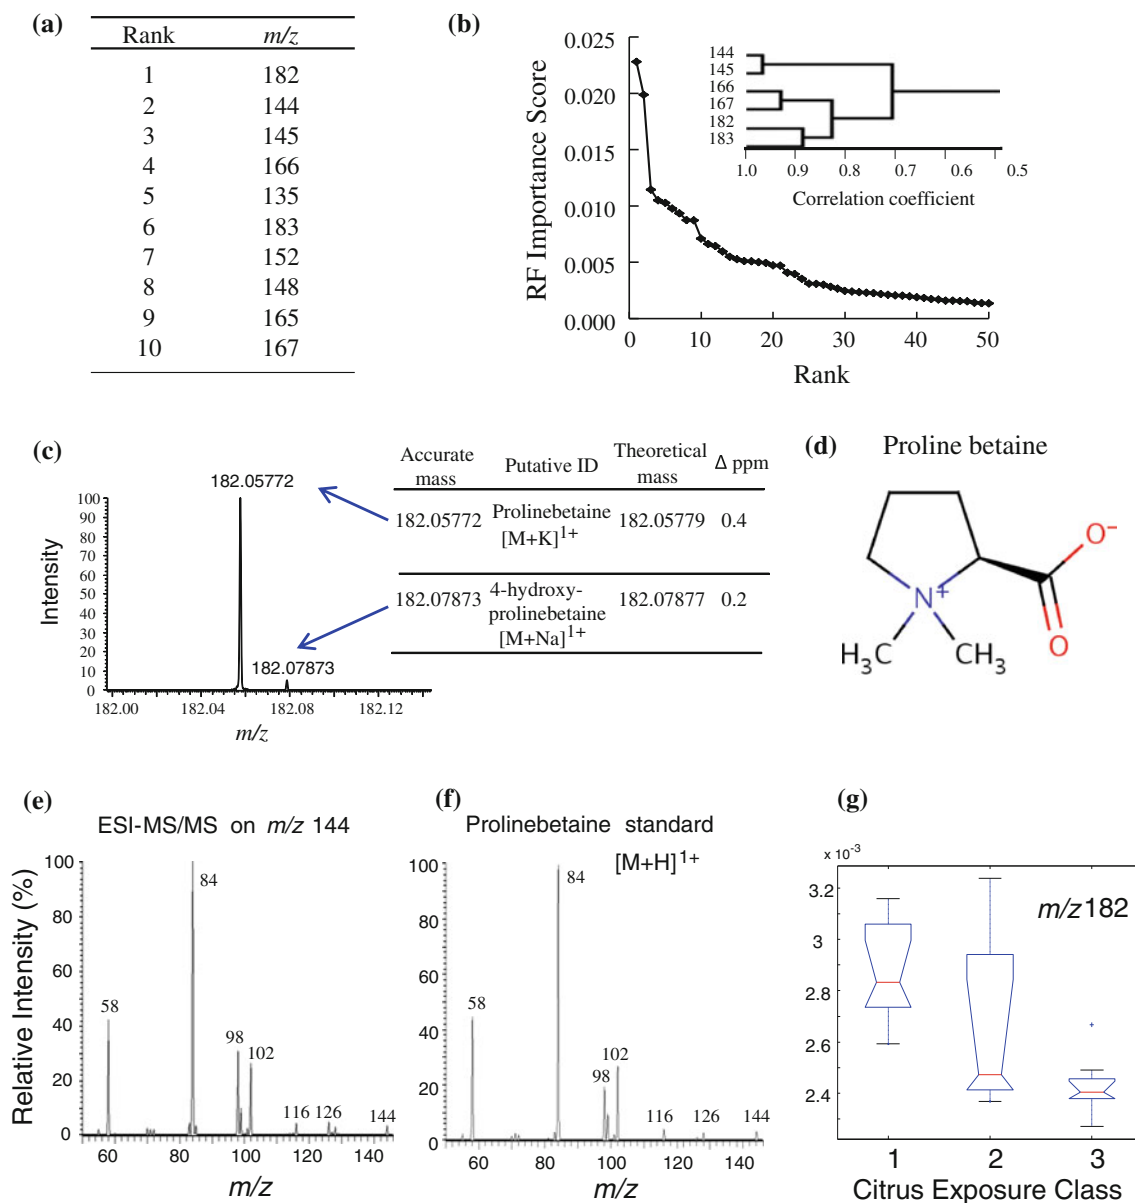 (a)
Rank m/z
1 182
2 144
3 145
4 166
5 135
6 183
7 152
8 148
9 165
10 167
(b)
RF Importance Score
0.025
0.020
0.015
0.010
0.005
0.000
0 10 20 30 40 50
Rank
144
145
166
167
182
183
1.0 0.9 0.8 0.7 0.6 0.5
Correlation coefficient
(c)
Intensity
100
90
80
70
60
50
40
30
20
10
0
182.05772
182.07873
182.00 182.04 182.08 182.12
m/z
Accurate mass Putative ID Theoretical mass Δ ppm
182.05772 Prolinebetaine [M+K]1+ 182.05779 0.4
182.07873 4-hydroxy-prolinebetaine [M+Na]1+ 182.07877 0.2
(d) Proline betaine
N+
O−
O
H3C CH3
(e)
ESI-MS/MS on m/z 144
Relative Intensity (%)
100
80
60
40
20
0
58
84
98
102
116
126
144
60 80 100 120 140
m/z
(f)
Prolinebetaine standard
[M+H]1+
100
80
60
40
20
0
58
84
98
102
116
126
144
60 80 100 120 140
m/z
(g)
x 10-3
m/z 182
3.2
3
2.8
2.6
2.4
1 2 3
Citrus Exposure Class